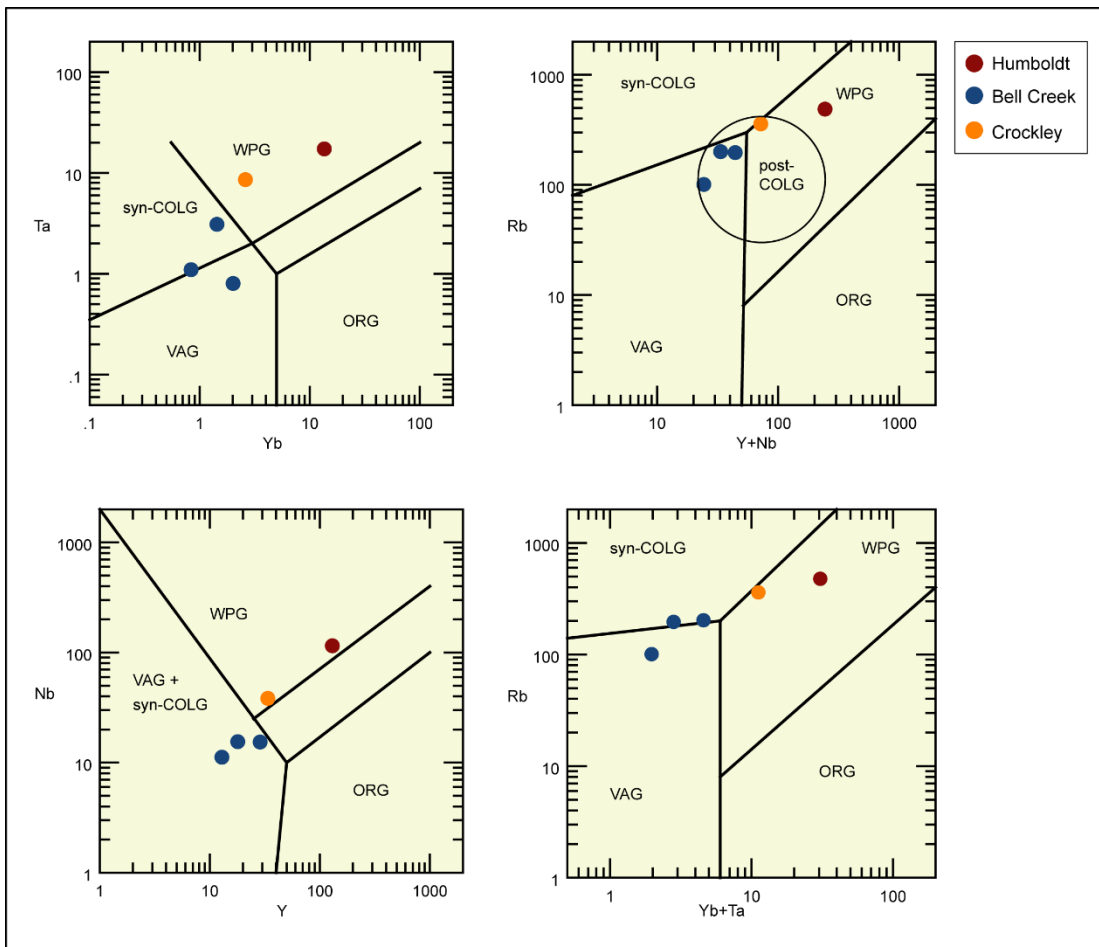 100
10
1
.1
Ta
WPG
syn-COLG
VAG
ORG
.1
1
10
100
Yb
1000
100
10
1
Rb
syn-COLG
WPG
post-
COLG
VAG
ORG
10
100
1000
Y+Nb
Humboldt
Bell Creek
Crockley
1000
100
10
1
Nb
WPG
VAG +
syn-COLG
ORG
1
10
100
1000
Y
1000
100
10
1
Rb
syn-COLG
WPG
VAG
ORG
1
10
100
Yb+Ta